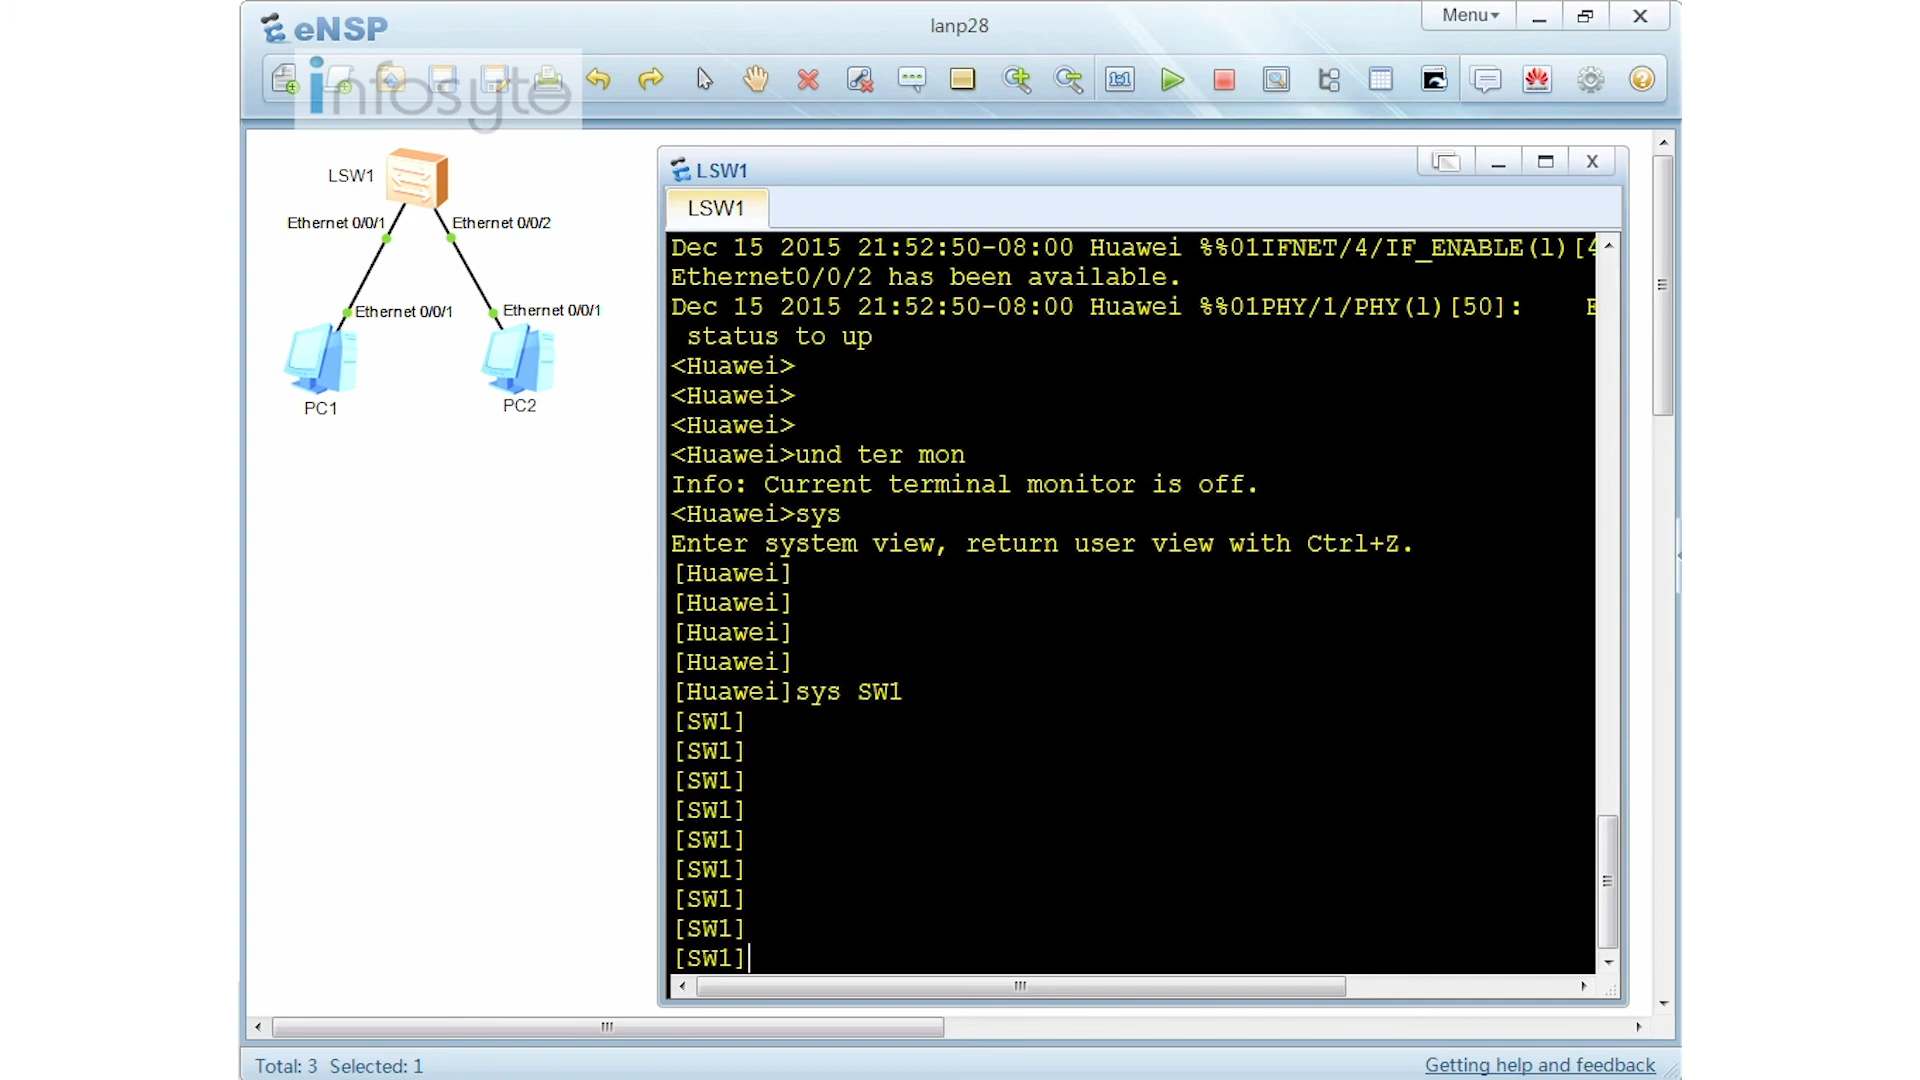 eNSP
lanp28
Menu
infosyte
LSW1
Ethernet 0/0/1
Ethernet 0/0/2
Ethernet 0/0/1
Ethernet 0/0/1
PC1
PC2
LSW1
LSW1
Dec 15 2015 21:52:50-08:00 Huawei %%01IFNET/4/IF_ENABLE(l)[4
Ethernet0/0/2 has been available.
Dec 15 2015 21:52:50-08:00 Huawei %%01PHY/1/PHY(l)[50]:    E
status to up
<Huawei>
<Huawei>
<Huawei>
<Huawei>und ter mon
Info: Current terminal monitor is off.
<Huawei>sys
Enter system view, return user view with Ctrl+Z.
[Huawei]
[Huawei]
[Huawei]
[Huawei]
[Huawei]sys SW1
[SW1]
[SW1]
[SW1]
[SW1]
[SW1]
[SW1]
[SW1]
[SW1]
[SW1]
Total: 3 Selected: 1
Getting help and feedback